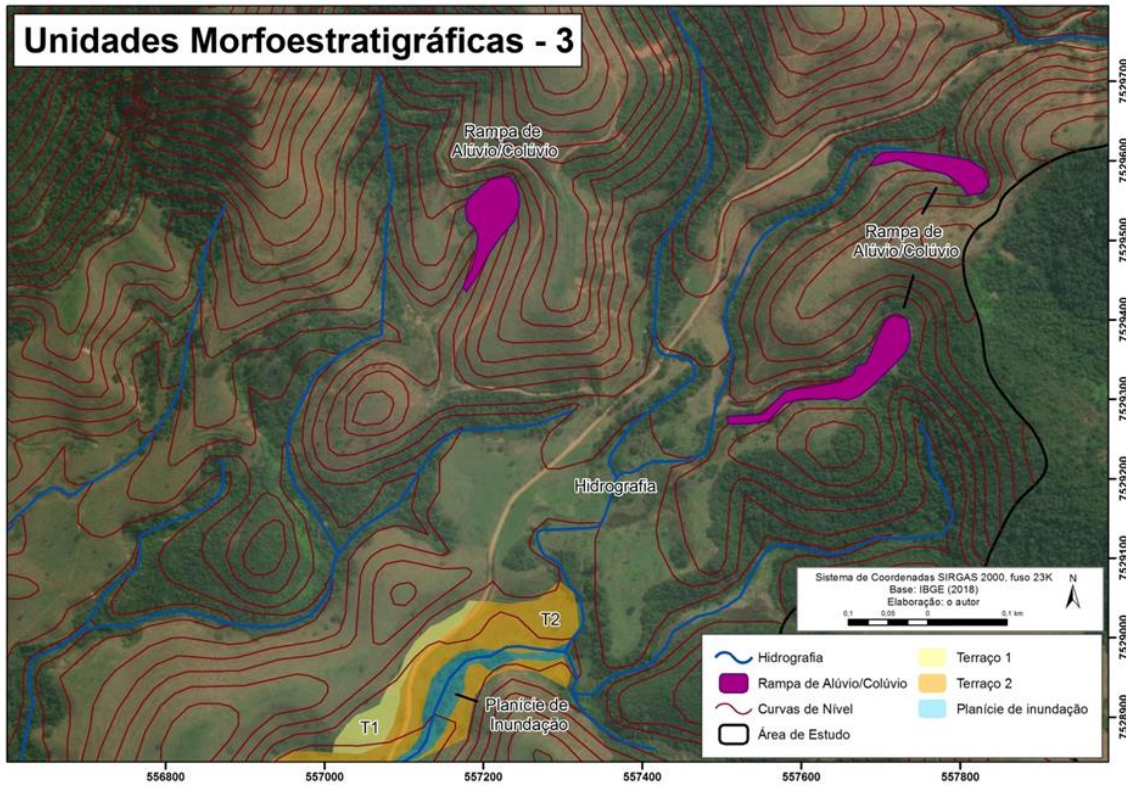 Unidades Morfoestratigráficas - 3
Rampa de
Alúvio/Colúvio
Rampa de
Alúvio/Colúvio
Hidrografia
T2
Planície de
Inundação
T1
7529700
7529600
7529500
7529400
7529300
7529200
7529100
7529000
7528900
Sistema de Coordenadas SIRGAS 2000, fuso 23K
Base: IBGE (2018)
Elaboração: o autor
N
0,1 0,05 0 0,1 km
Hidrografia
Rampa de Alúvio/Colúvio
Curvas de Nível
Área de Estudo
Terraço 1
Terraço 2
Planície de inundação
556800 557000 557200 557400 557600 557800